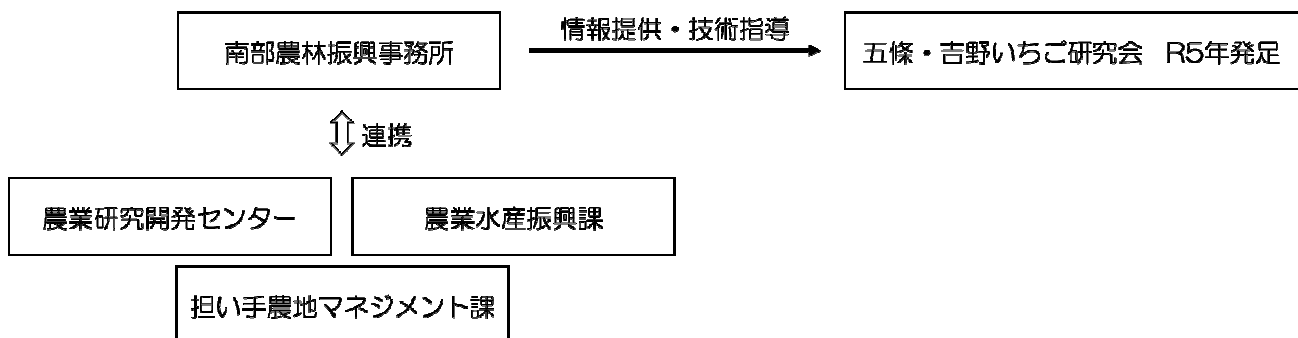 南部農林振興事務所
情報提供・技術指導
五條・吉野いちご研究会　R5年発足
連携
農業研究開発センター
農業水産振興課
担い手農地マネジメント課